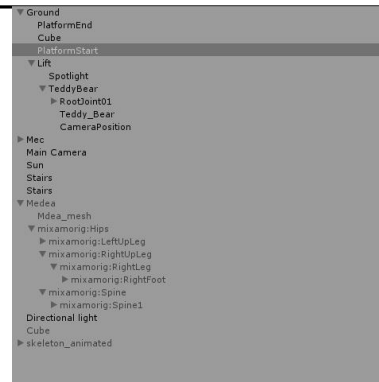 Ground
PlatformEnd
Cube
PlatformStart
Lift
Spotlight
TeddyBear
RootJoint01
Teddy_Bear
CameraPosition
Mec
Main Camera
Sun
Stairs
Stairs
Medea
Mdea_mesh
mixamorig:Hips
mixamorig:LeftUpLeg
mixamorig:RightUpLeg
mixamorig:RightLeg
mixamorig:RightFoot
mixamorig:Spine
mixamorig:Spine1
Directional light
Cube
skeleton_animated